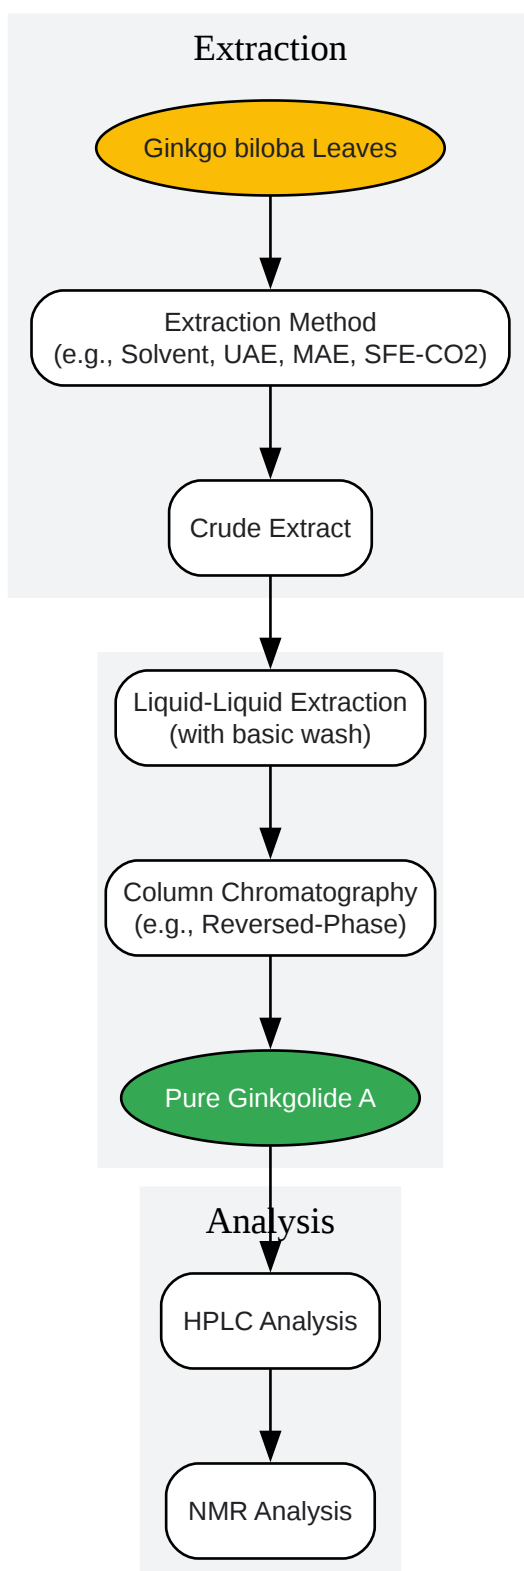 Extraction
Ginkgo biloba Leaves
Extraction Method
(e.g., Solvent, UAE, MAE, SFE-CO2)
Crude Extract
Liquid-Liquid Extraction
(with basic wash)
Column Chromatography
(e.g., Reversed-Phase)
Pure Ginkgolide A
Analysis
HPLC Analysis
NMR Analysis